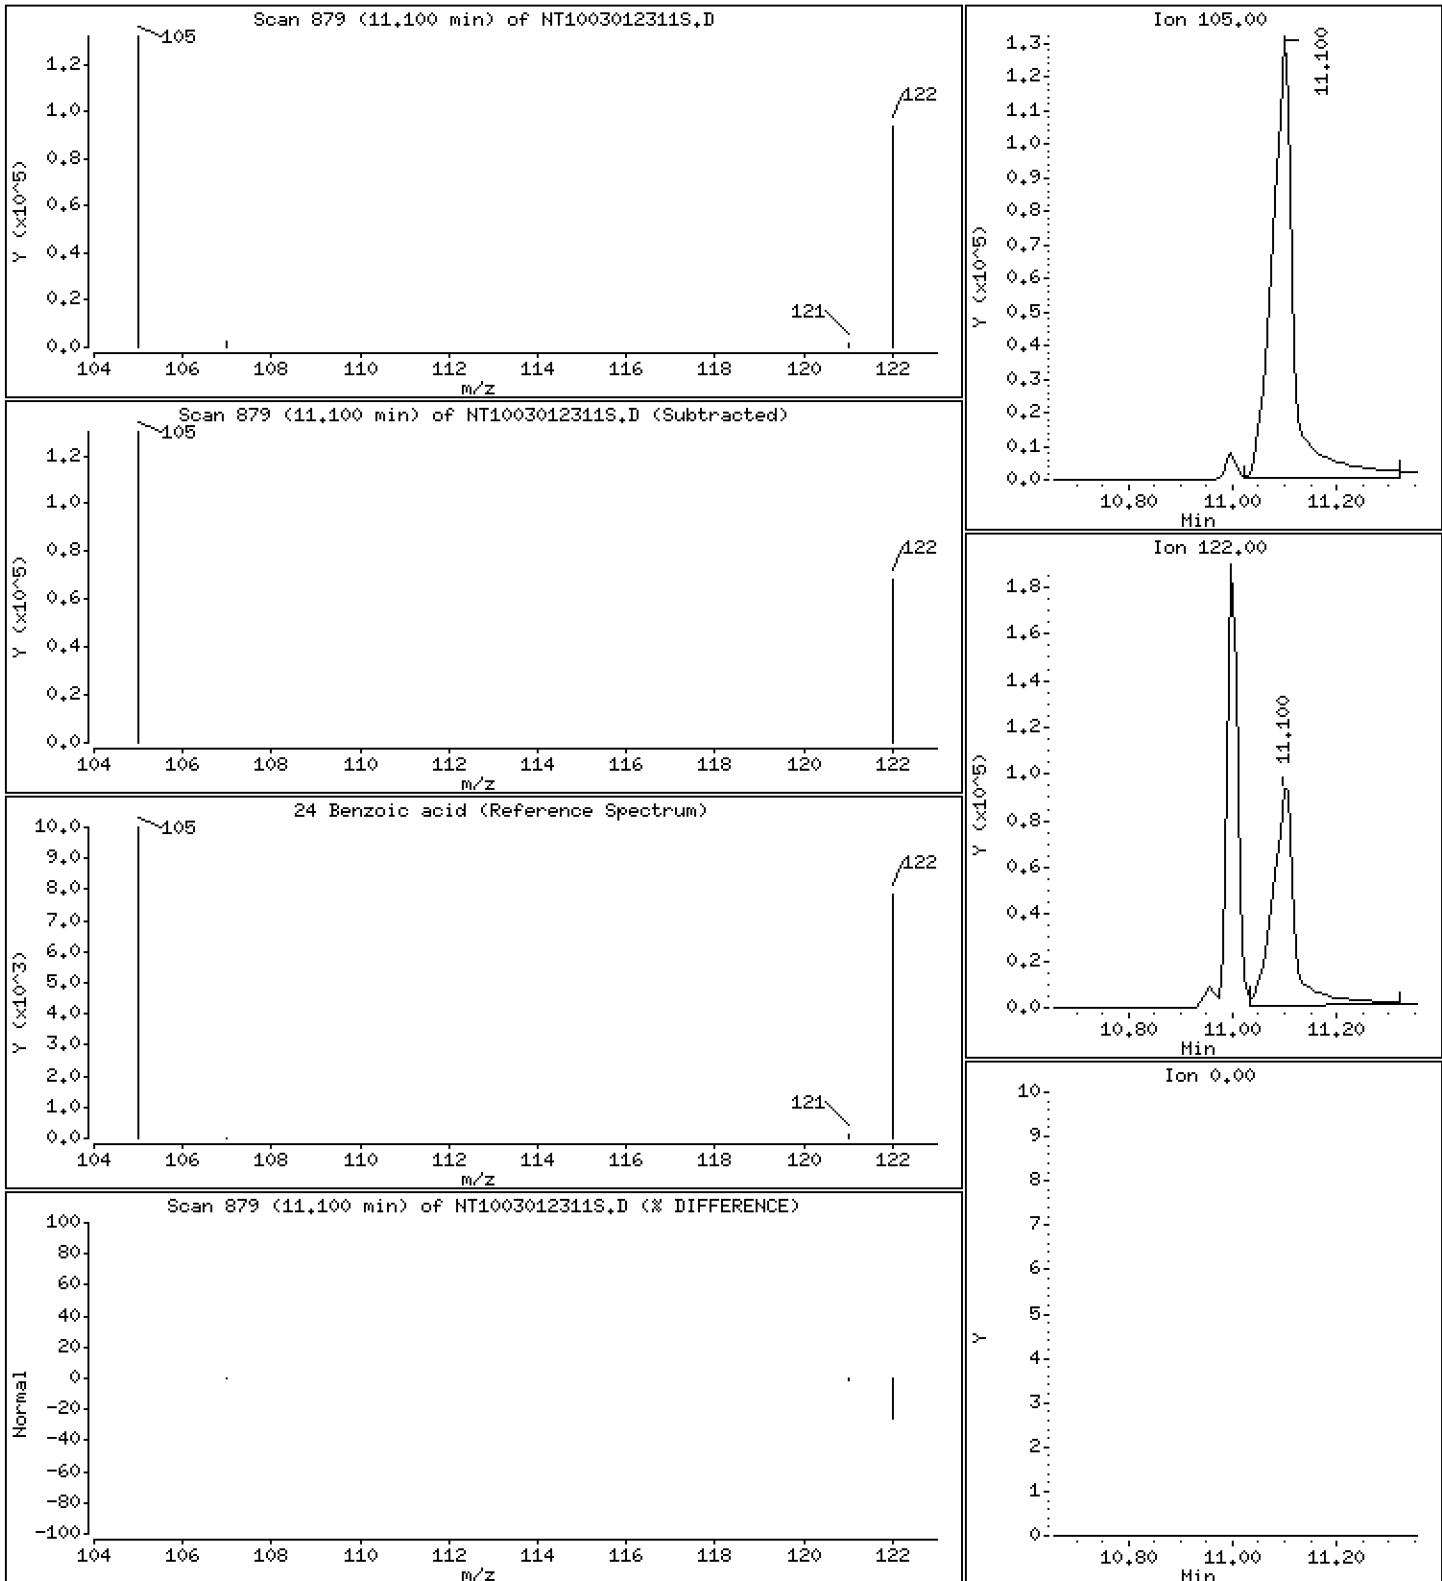 Scan 879 (11.100 min) of NT1003012311S.D
105
122
121
1.2
1.0
0.8
0.6
0.4
0.2
0.0
Y (x10^5)
104 106 108 110 112 114 116 118 120 122
m/z
Scan 879 (11.100 min) of NT1003012311S.D (Subtracted)
105
122
1.2
1.0
0.8
0.6
0.4
0.2
0.0
Y (x10^5)
104 106 108 110 112 114 116 118 120 122
m/z
24 Benzoic acid (Reference Spectrum)
105
122
121
10.0
9.0
8.0
7.0
6.0
5.0
4.0
3.0
2.0
1.0
0.0
Y (x10^3)
104 106 108 110 112 114 116 118 120 122
m/z
Scan 879 (11.100 min) of NT1003012311S.D (% DIFFERENCE)
100
80
60
40
20
0
-20
-40
-60
-80
-100
Normal
104 106 108 110 112 114 116 118 120 122
m/z
Ion 105.00
11.100
1.3
1.2
1.1
1.0
0.9
0.8
0.7
0.6
0.5
0.4
0.3
0.2
0.1
0.0
Y (x10^5)
10.80 11.00 11.20
Min
Ion 122.00
11.100
1.8
1.6
1.4
1.2
1.0
0.8
0.6
0.4
0.2
0.0
Y (x10^5)
10.80 11.00 11.20
Min
Ion 0.00
10
9
8
7
6
5
4
3
2
1
0
Y
10.80 11.00 11.20
Min